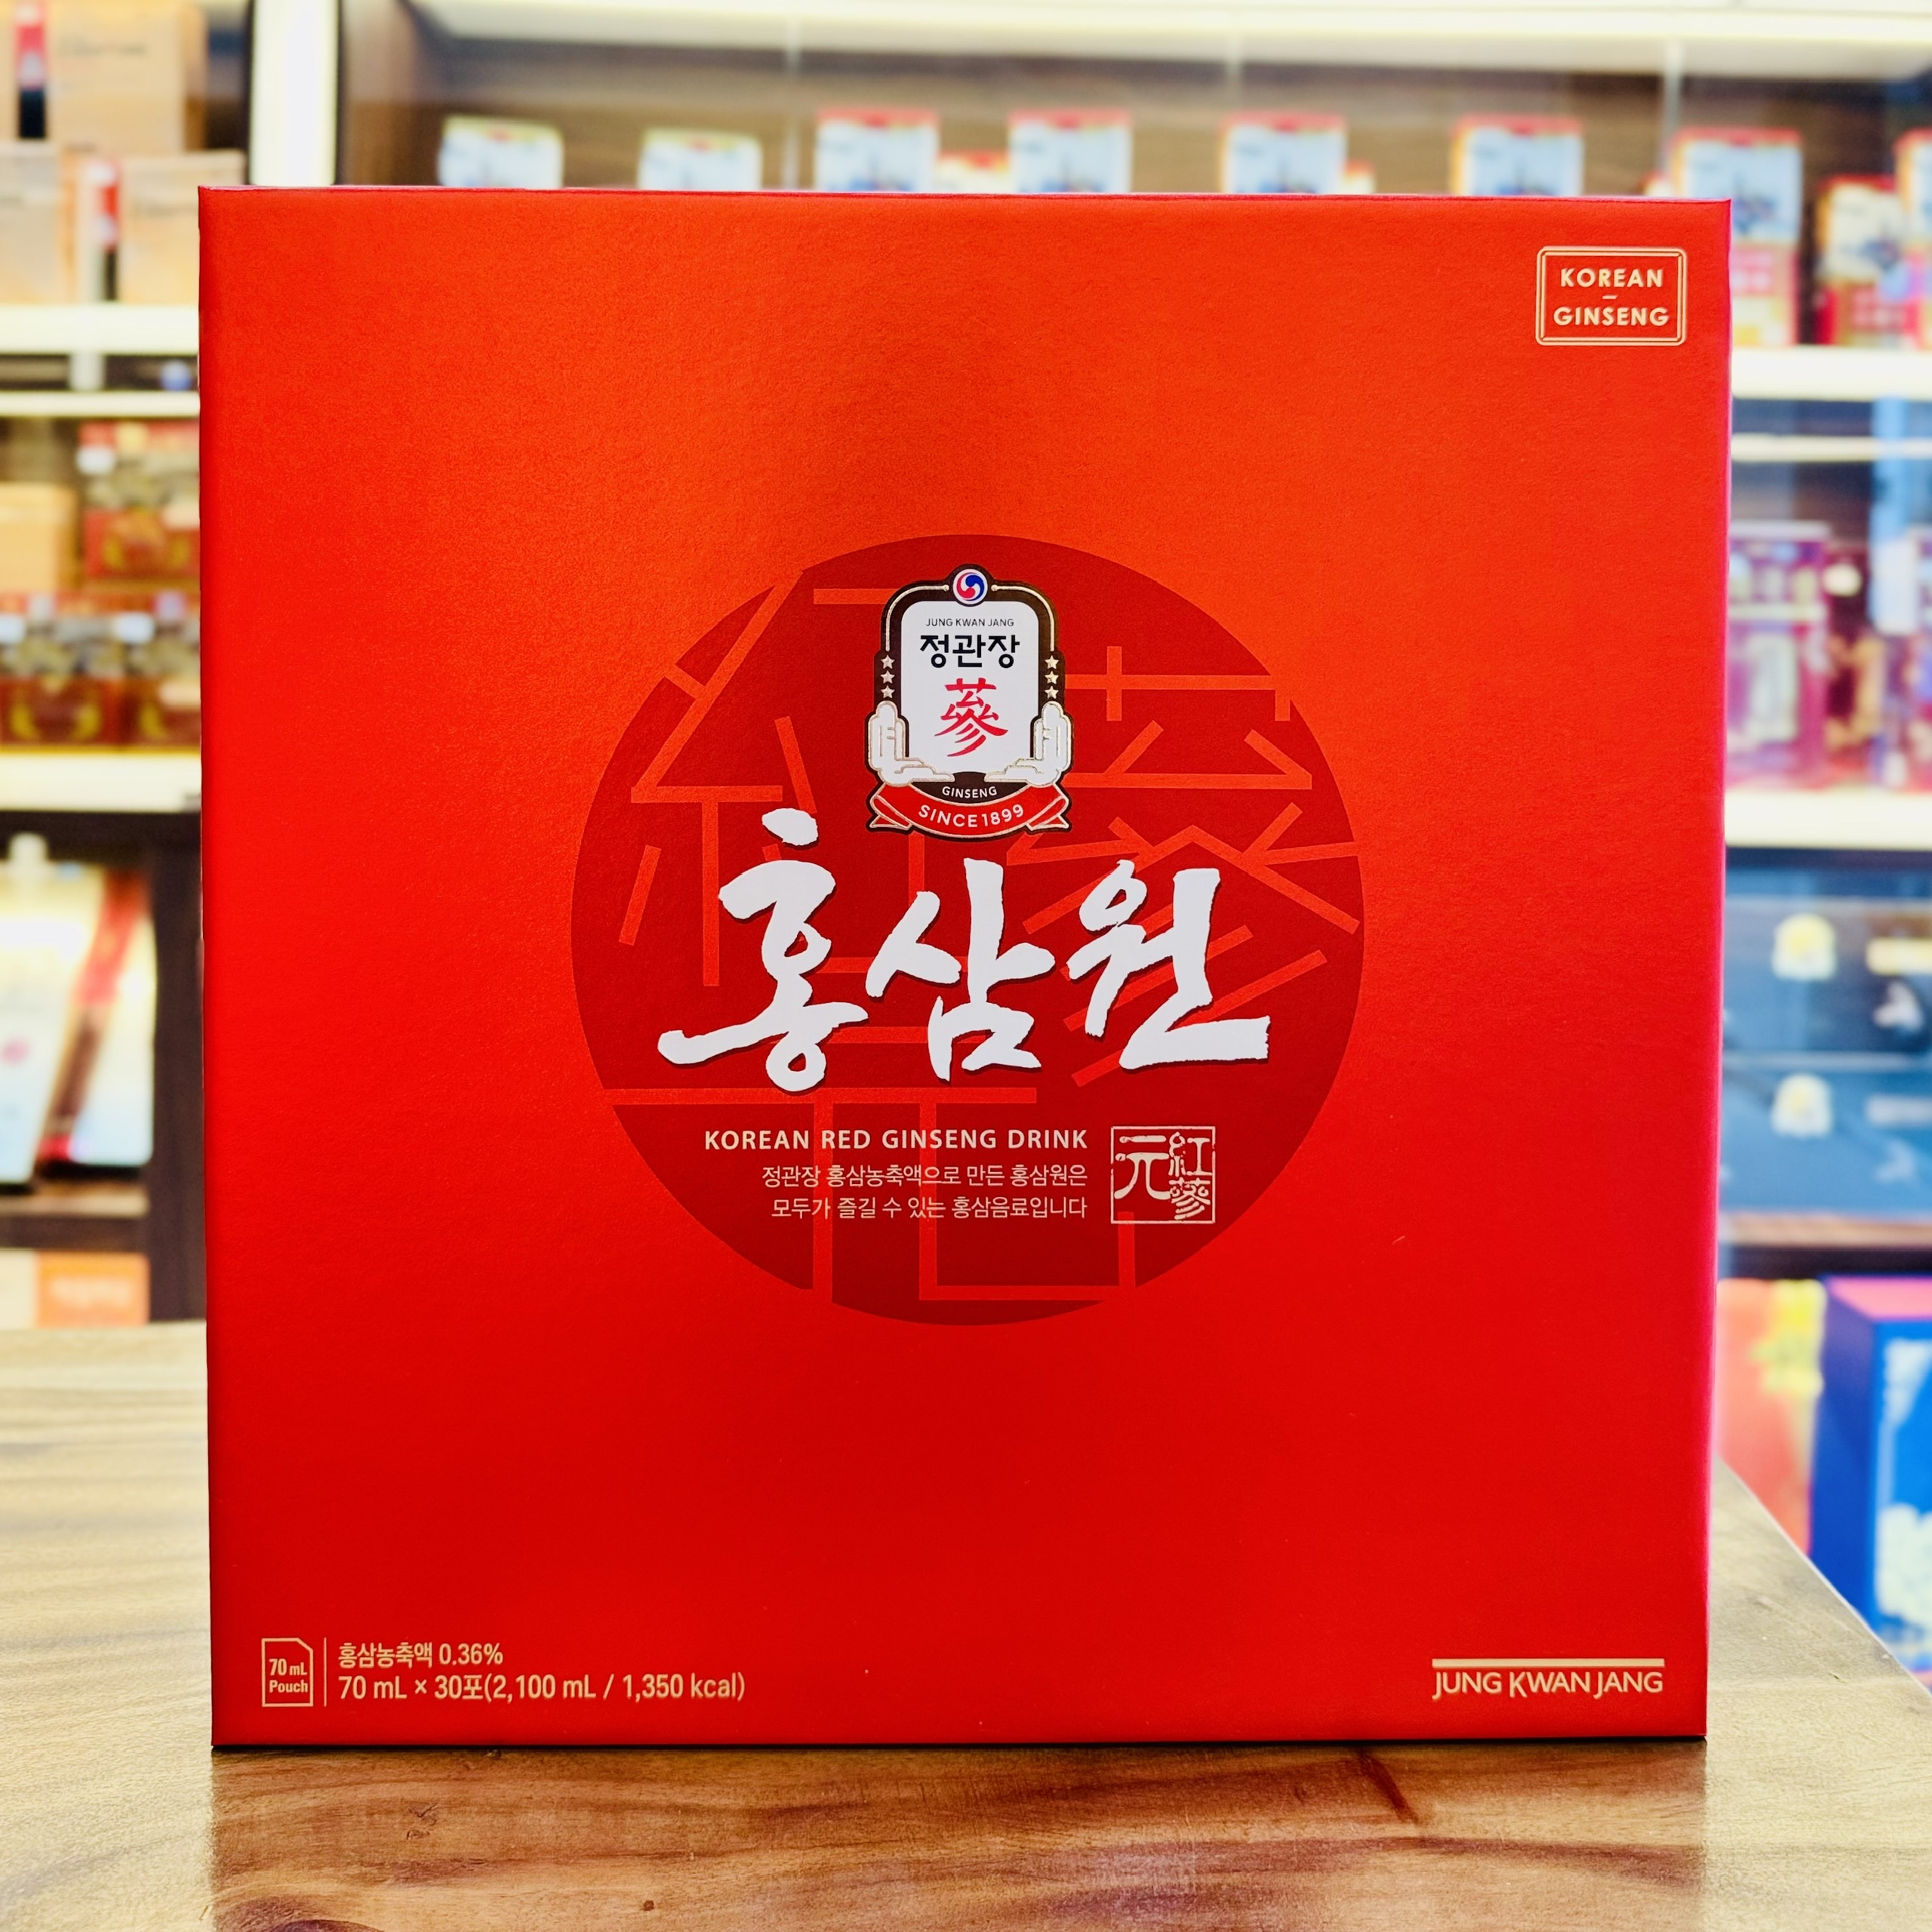 KOREAN
GINSENG
JUNG KWAN JANG
정관장
蔘
GINSENG
SINCE 1899
홍삼원
KOREAN RED GINSENG DRINK
정관장 홍삼농축액으로 만든 홍삼원은
모두가 즐길 수 있는 홍삼음료입니다
紅蔘元
70 mL
Pouch
홍삼농축액 0.36%
70 mL × 30포(2,100 mL / 1,350 kcal)
JUNG KWAN JANG